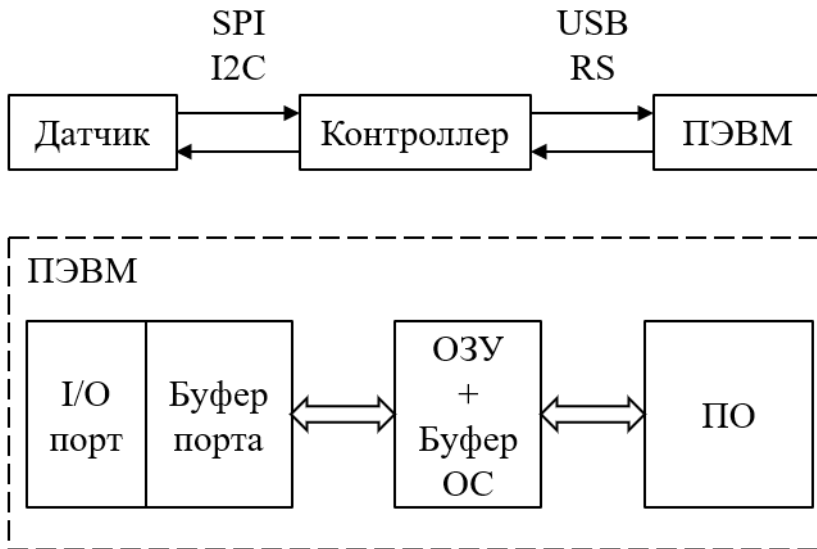 SPI
I2C
USB
RS
Датчик
Контроллер
ПЭВМ
ПЭВМ
I/O
порт
Буфер
порта
ОЗУ
+
Буфер
ОС
ПО